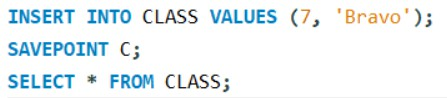 INSERT INTO CLASS VALUES (7, 'Bravo');
SAVEPOINT C;
SELECT * FROM CLASS;